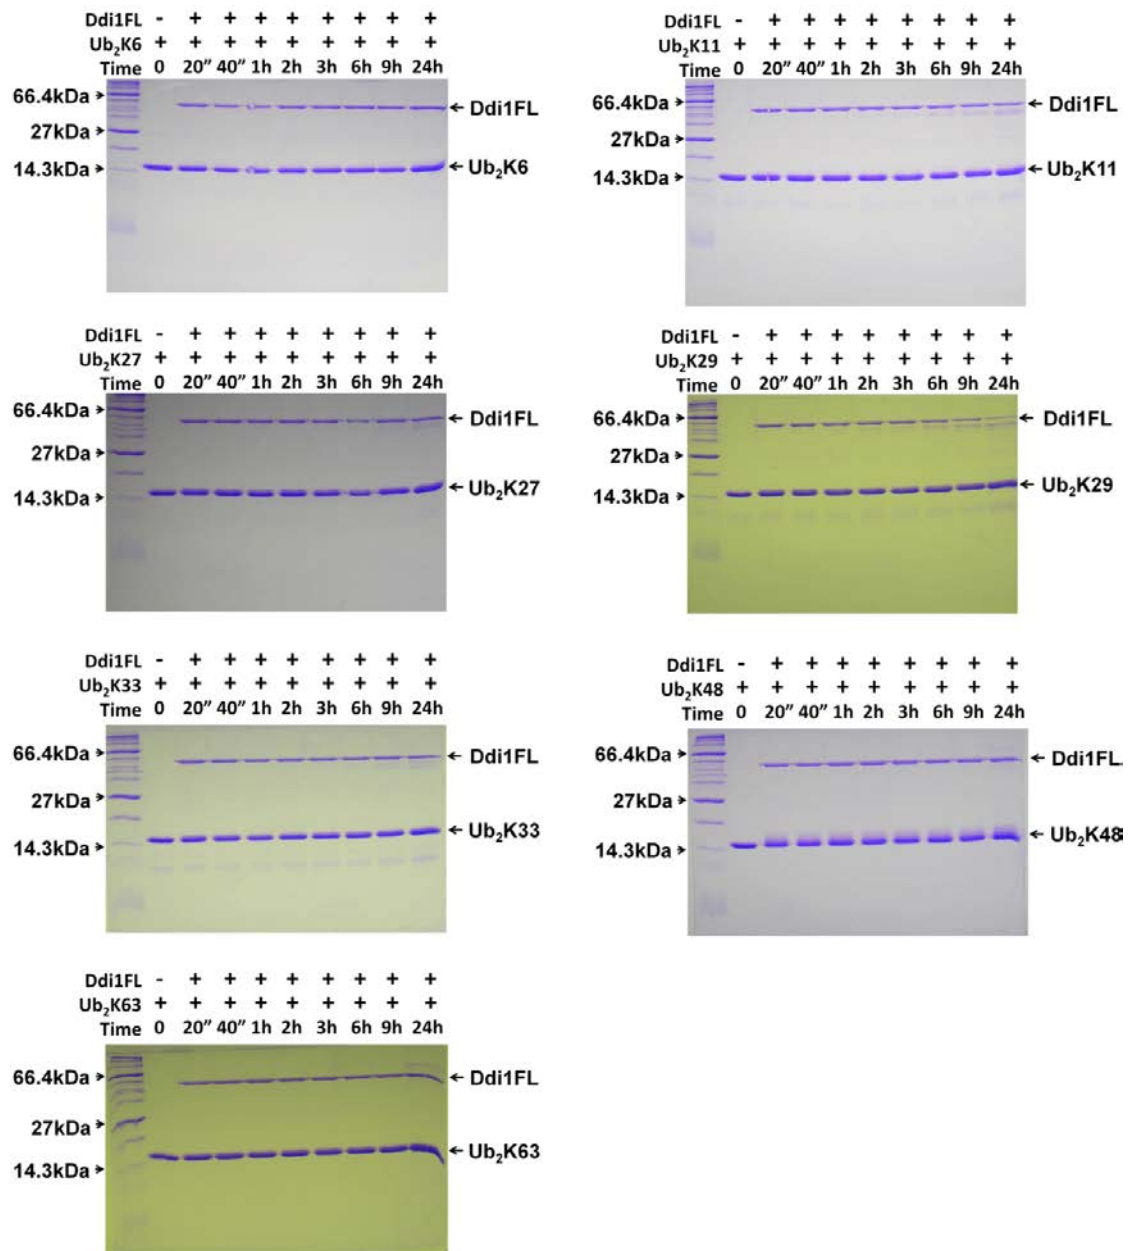 Ddi1FL - + + + + + + + +
Ub₂K6 + + + + + + + + +
Time 0 20” 40” 1h 2h 3h 6h 9h 24h
66.4kDa
27kDa
14.3kDa
Ddi1FL
Ub₂K6
Ddi1FL - + + + + + + + +
Ub₂K11 + + + + + + + + +
Time 0 20” 40” 1h 2h 3h 6h 9h 24h
66.4kDa
27kDa
14.3kDa
Ddi1FL
Ub₂K11
Ddi1FL - + + + + + + + +
Ub₂K27 + + + + + + + + +
Time 0 20” 40” 1h 2h 3h 6h 9h 24h
66.4kDa
27kDa
14.3kDa
Ddi1FL
Ub₂K27
Ddi1FL - + + + + + + + +
Ub₂K29 + + + + + + + + +
Time 0 20” 40” 1h 2h 3h 6h 9h 24h
66.4kDa
27kDa
14.3kDa
Ddi1FL
Ub₂K29
Ddi1FL - + + + + + + + +
Ub₂K33 + + + + + + + + +
Time 0 20” 40” 1h 2h 3h 6h 9h 24h
66.4kDa
27kDa
14.3kDa
Ddi1FL
Ub₂K33
Ddi1FL - + + + + + + + +
Ub₂K48 + + + + + + + + +
Time 0 20” 40” 1h 2h 3h 6h 9h 24h
66.4kDa
27kDa
14.3kDa
Ddi1FL
Ub₂K48
Ddi1FL - + + + + + + + +
Ub₂K63 + + + + + + + + +
Time 0 20” 40” 1h 2h 3h 6h 9h 24h
66.4kDa
27kDa
14.3kDa
Ddi1FL
Ub₂K63